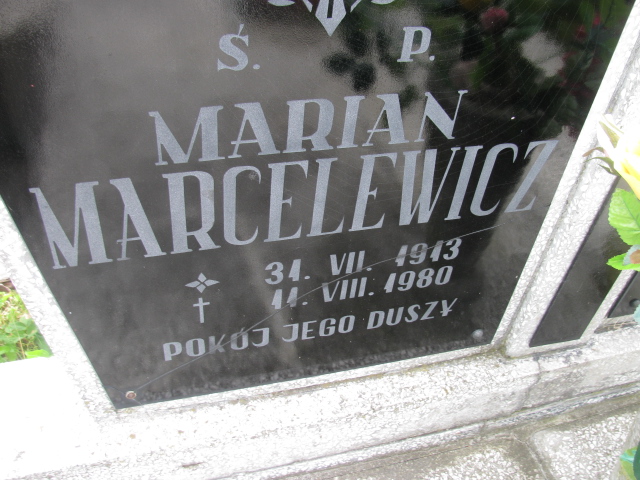 Ś. P.
MARIAN
MARCELEWICZ
31. VII. 1913
11. VIII. 1980
POKÓJ JEGO DUSZY